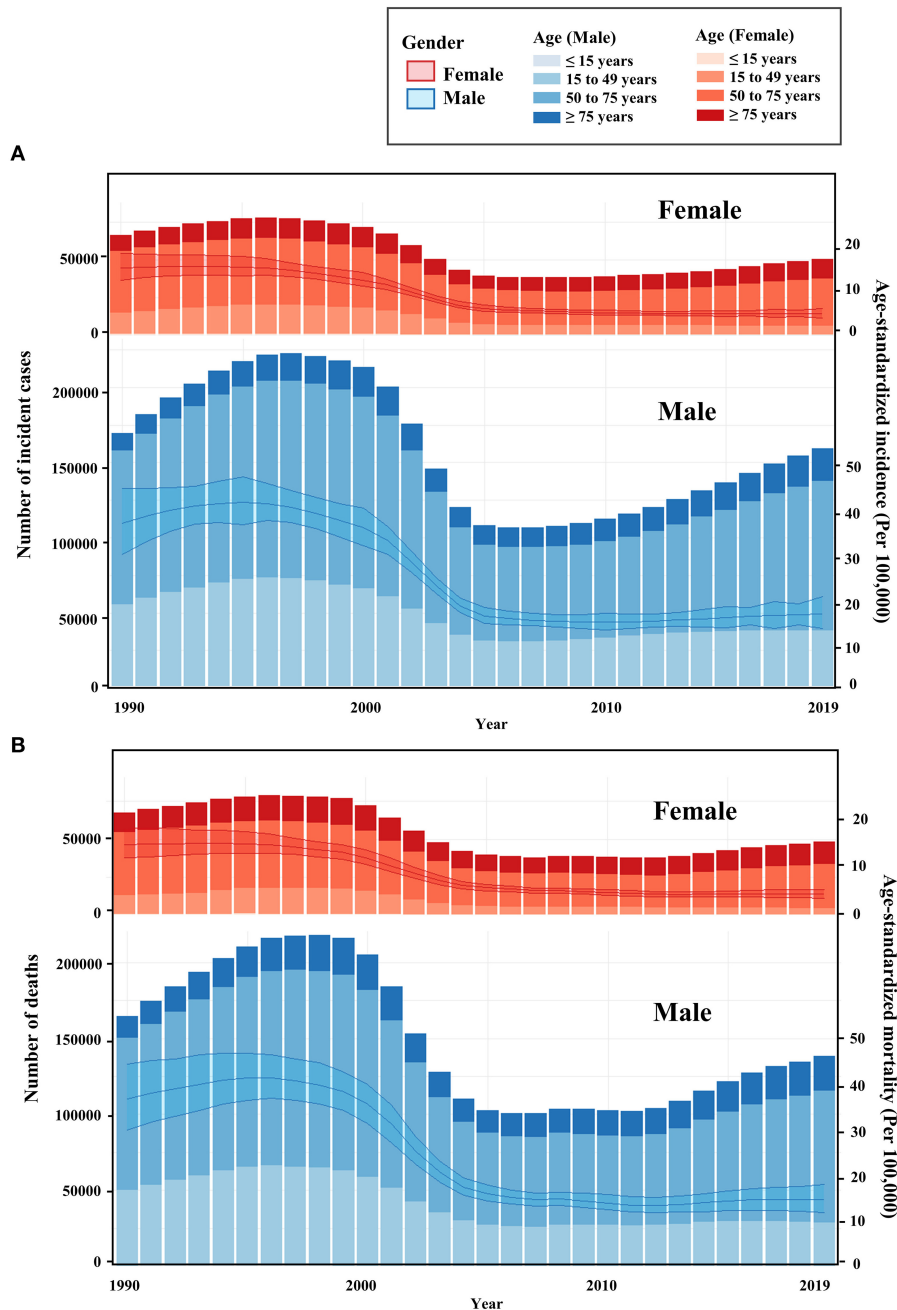 Gender
Female
Male
Age (Male)
≤ 15 years
15 to 49 years
50 to 75 years
≥ 75 years
Age (Female)
≤ 15 years
15 to 49 years
50 to 75 years
≥ 75 years
A
Female
50000
0
20
10
0
Number of incident cases
Age-standardized incidence (Per 100,000)
Male
200000
150000
100000
50000
0
50
40
30
20
10
0
1990
2000
2010
2019
Year
B
Female
50000
0
20
10
0
Number of deaths
Age-standardized mortality (Per 100,000)
Male
200000
150000
100000
50000
0
50
40
30
20
10
0
1990
2000
2010
2019
Year